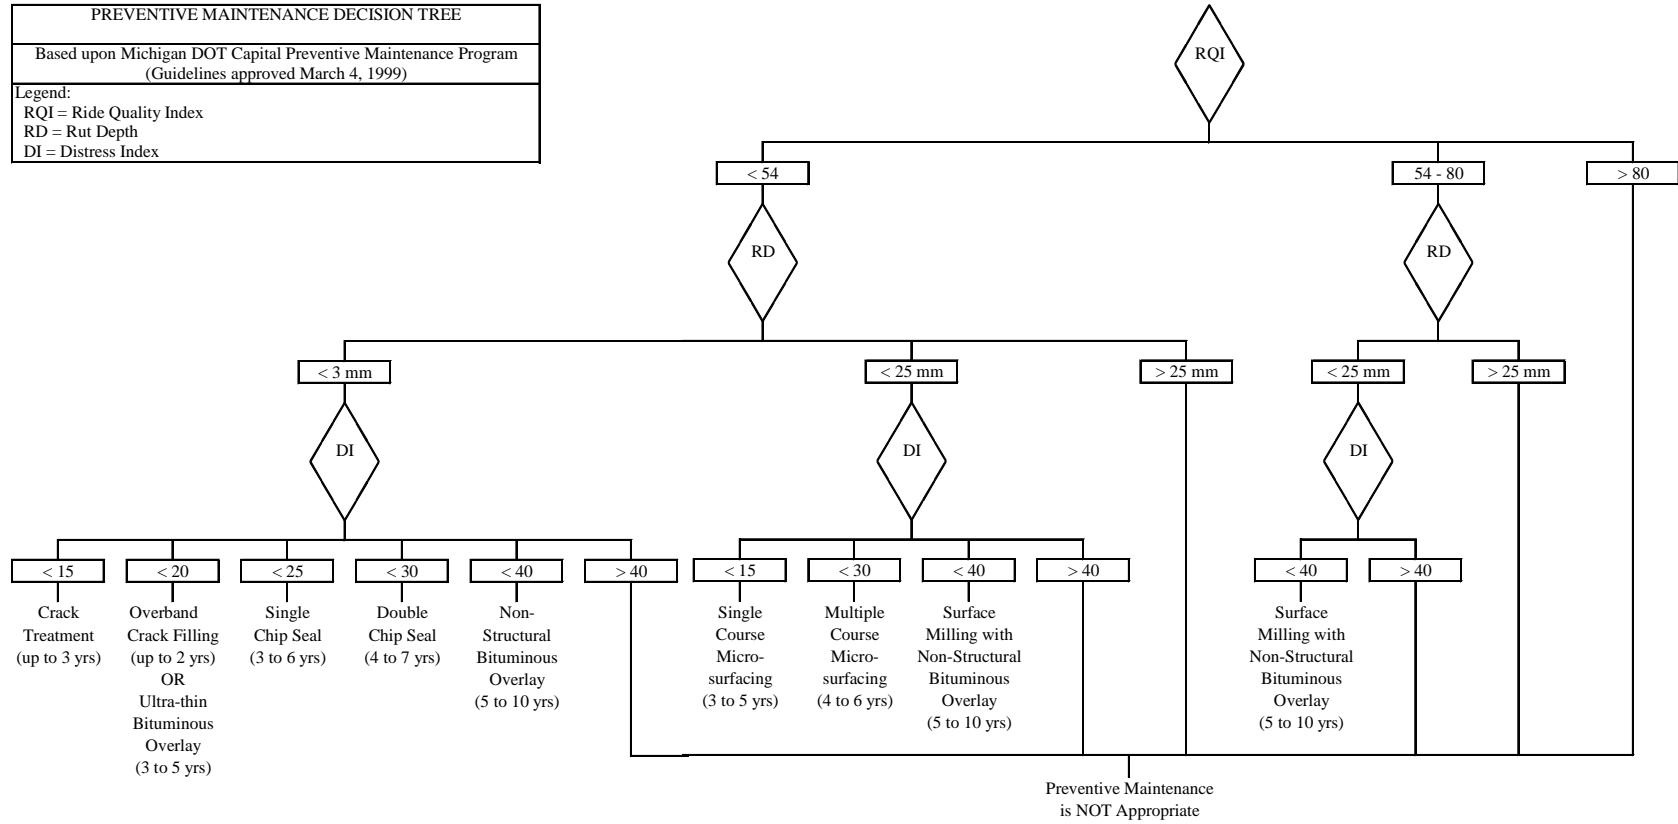 PREVENTIVE MAINTENANCE DECISION TREE
Based upon Michigan DOT Capital Preventive Maintenance Program
(Guidelines approved March 4, 1999)
Legend:
RQI = Ride Quality Index
RD = Rut Depth
DI = Distress Index
RQI
< 54
54 - 80
> 80
RD
RD
< 3 mm
< 25 mm
> 25 mm
< 25 mm
> 25 mm
DI
DI
DI
< 15
< 20
< 25
< 30
< 40
> 40
< 15
< 30
< 40
> 40
< 40
> 40
Crack
Treatment
(up to 3 yrs)
Overband
Crack Filling
(up to 2 yrs)
OR
Ultra-thin
Bituminous
Overlay
(3 to 5 yrs)
Single
Chip Seal
(3 to 6 yrs)
Double
Chip Seal
(4 to 7 yrs)
Non-
Structural
Bituminous
Overlay
(5 to 10 yrs)
Single
Course
Micro-
surfacing
(3 to 5 yrs)
Multiple
Course
Micro-
surfacing
(4 to 6 yrs)
Surface
Milling with
Non-Structural
Bituminous
Overlay
(5 to 10 yrs)
Surface
Milling with
Non-Structural
Bituminous
Overlay
(5 to 10 yrs)
Preventive Maintenance
is NOT Appropriate